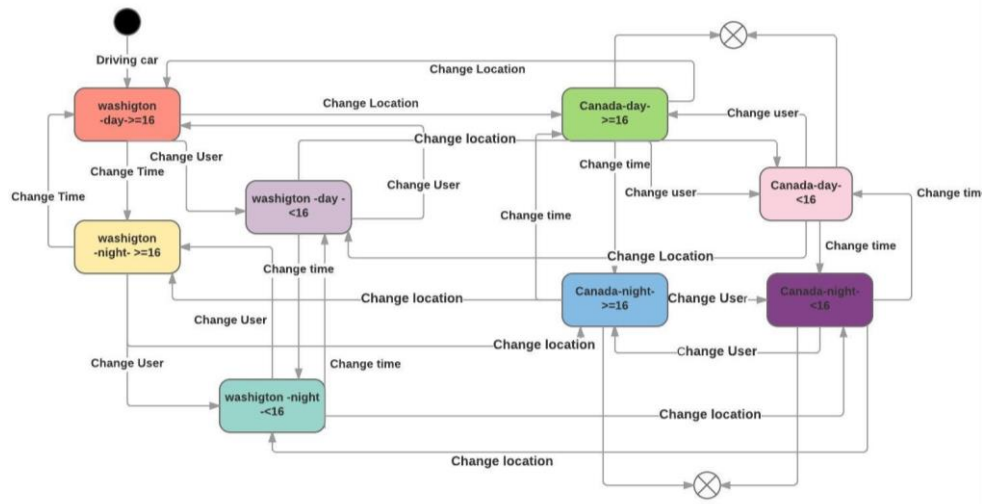 Driving car
Change Location
washigton
-day->=16
Change Location
Canada-day-
>=16
Change user
Change location
Change User
Change Time
Change time
Canada-day-
<16
Change Time
washigton -day -
<16
Change User
Change user
Change tim
Change time
washigton
-night- >=16
Change time
Change Location
Change time
Change location
Canada-night-
>=16
Change User
Canada-night-
<16
Change User
Change location
Change User
Change User
Change time
washigton -night
-<16
Change location
Change location